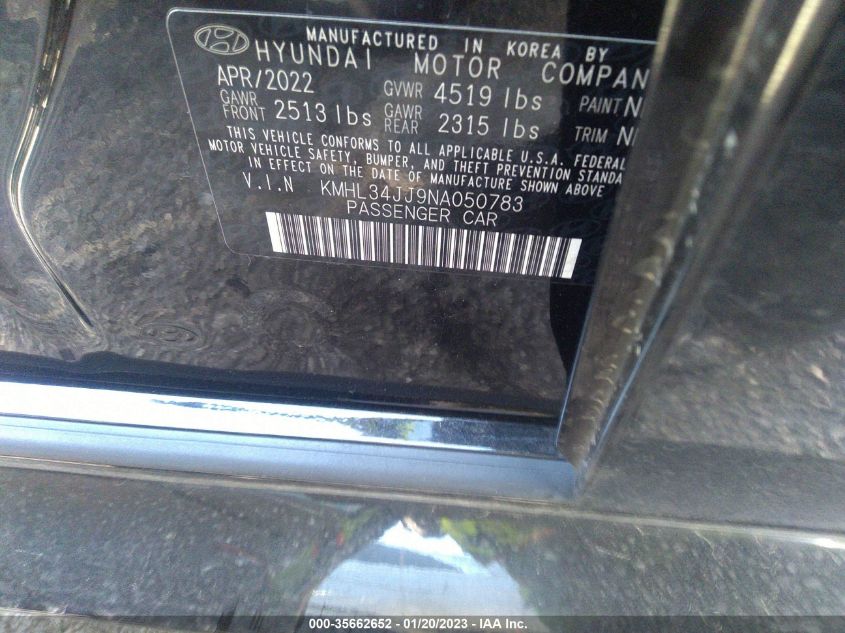 MANUFACTURED IN KOREA BY
HYUNDAI MOTOR COMPAN
APR/2022 GVWR 4519 lbs PAINT N
GAWR FRONT 2513 lbs GAWR REAR 2315 lbs TRIM N
THIS VEHICLE CONFORMS TO ALL APPLICABLE U.S.A. FEDERAL
MOTOR VEHICLE SAFETY, BUMPER, AND THEFT PREVENTION STANDA
IN EFFECT ON THE DATE OF MANUFACTURE SHOWN ABOVE
V.I.N KMHL34JJ9NA050783
PASSENGER CAR
000-35662652 - 01/20/2023 - IAA Inc.